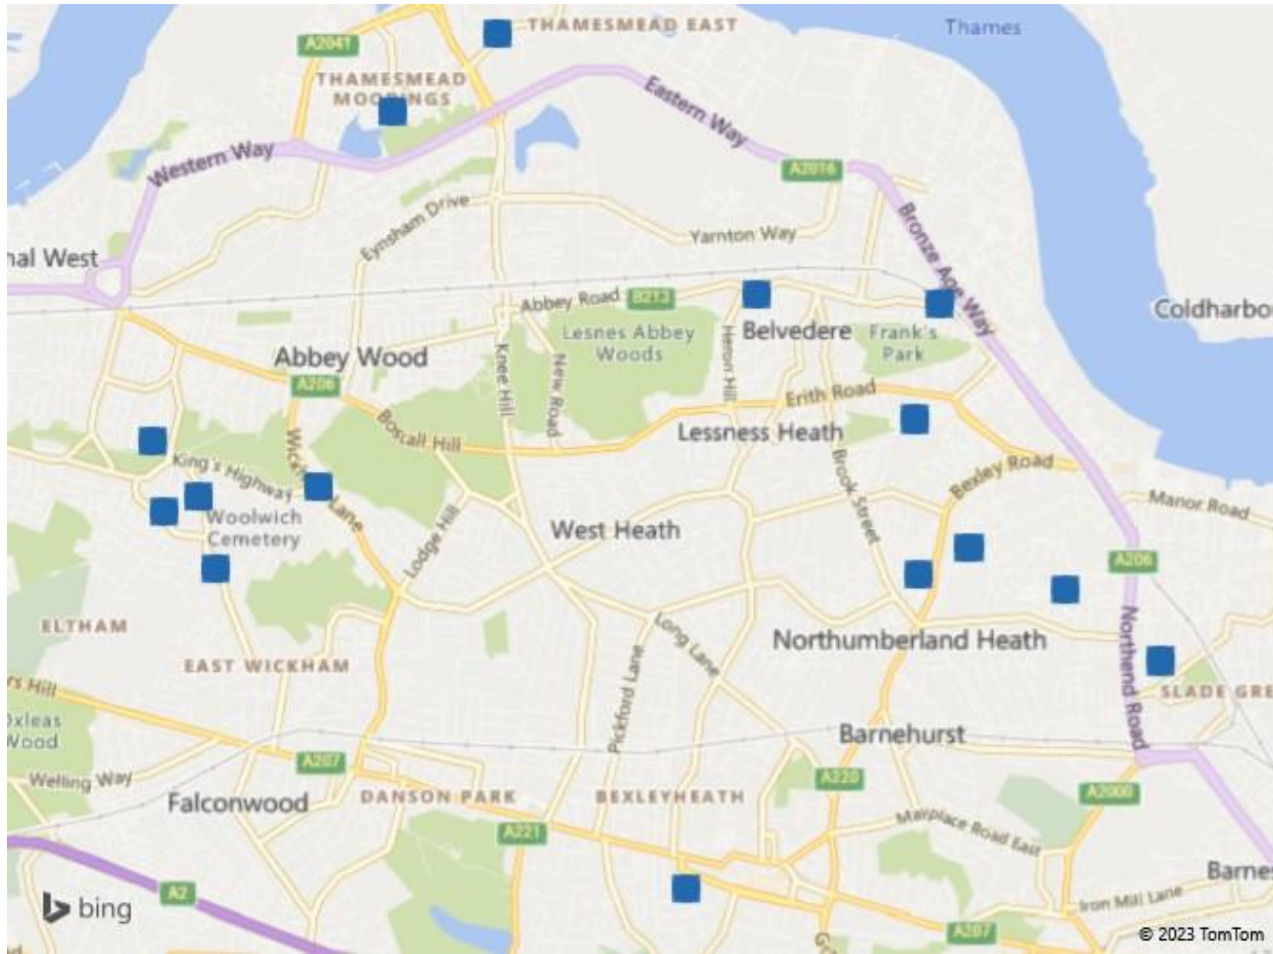 THAMESMEAD EAST
Thames
A2041
THAMESMEAD
MOORINGS
Eastern Way
Western Way
A2016
Eynsham Drive
Bronze Age Way
Yarnton Way
nal West
Abbey Road
B213
Coldharbo
Lesnes Abbey
Woods
Heron Hill
Belvedere
Frank's
Park
Abbey Wood
Knee Hill
New Road
A206
Erith Road
Bostall Hill
Lessness Heath
King's Highway
Lane
Brook Street
Bexley Road
Manor Road
Woolwich
Cemetery
Lodge Hill
West Heath
A206
ELTHAM
Long Lane
Northumberland Heath
Northend Road
EAST WICKHAM
Pickford Lane
rs Hill
SLADE GRE
Oxleas
Wood
Barnehurst
A207
Welling Way
A220
Falconwood
DANSON PARK
BEXLEYHEATH
A2000
A221
Mayplace Road East
Barnes
A2
Iron Mill Lane
bing
A207
© 2023 TomTom